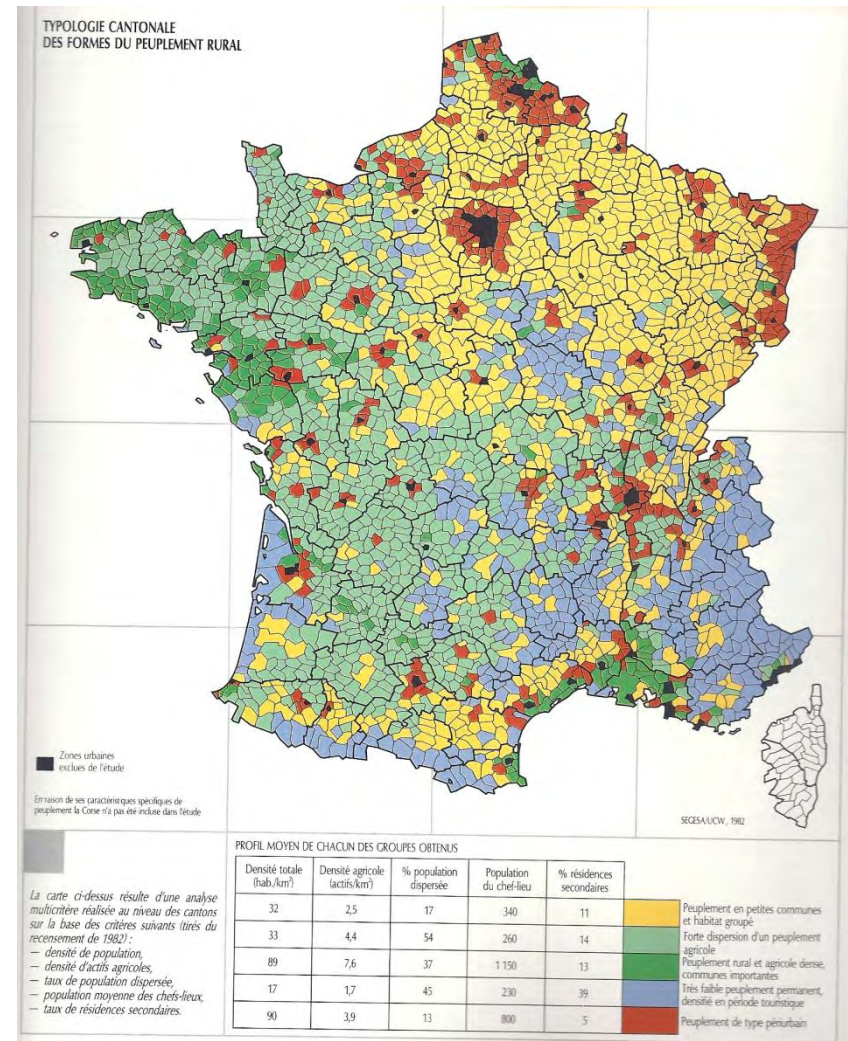 TYPOLOGIE CANTONALE
DES FORMES DU PEUPLEMENT RURAL
Zones urbaines
exclues de l'étude
En raison de ses caractéristiques spécifiques de
peuplement la Corse n'a pas été incluse dans l'étude
SEGESA/UCW, 1982
La carte ci-dessus résulte d'une analyse
multicritère réalisée au niveau des cantons
sur la base des critères suivants (tirés du
recensement de 1982) :
— densité de population,
— densité d'actifs agricoles,
— taux de population dispersée,
— population moyenne des chefs-lieux,
— taux de résidences secondaires.
PROFIL MOYEN DE CHACUN DES GROUPES OBTENUS
Densité totale (hab./km²) Densité agricole (actifs/km²) % population dispersée Population du chef-lieu % résidences secondaires
32 2,5 17 340 11 Peuplement en petites communes et habitat groupé
33 4,4 54 260 14 Forte dispersion d'un peuplement agricole
89 7,6 37 1 150 13 Peuplement rural et agricole dense, communes importantes
17 1,7 45 230 39 Très faible peuplement permanent, densifié en période touristique
90 3,9 13 800 5 Peuplement de type périurbain